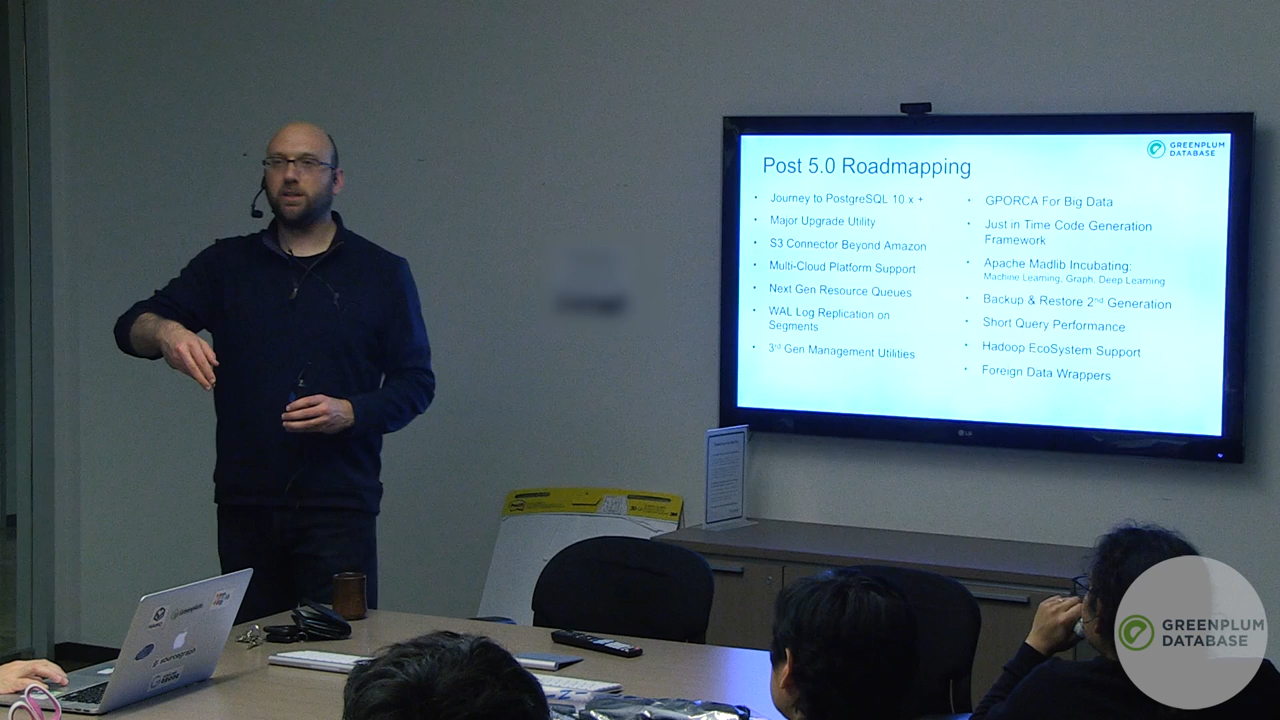 GREENPLUM
DATABASE
Post 5.0 Roadmapping
• Journey to PostgreSQL 10 x +
• Major Upgrade Utility
• S3 Connector Beyond Amazon
• Multi-Cloud Platform Support
• Next Gen Resource Queues
• WAL Log Replication on
Segments
• 3rd Gen Management Utilities
• GPORCA For Big Data
• Just in Time Code Generation
Framework
• Apache Madlib Incubating:
Machine Learning, Graph, Deep Learning
• Backup & Restore 2nd Generation
• Short Query Performance
• Hadoop EcoSystem Support
• Foreign Data Wrappers
LG
Greenplum
sourcegraph
GREENPLUM
DATABASE